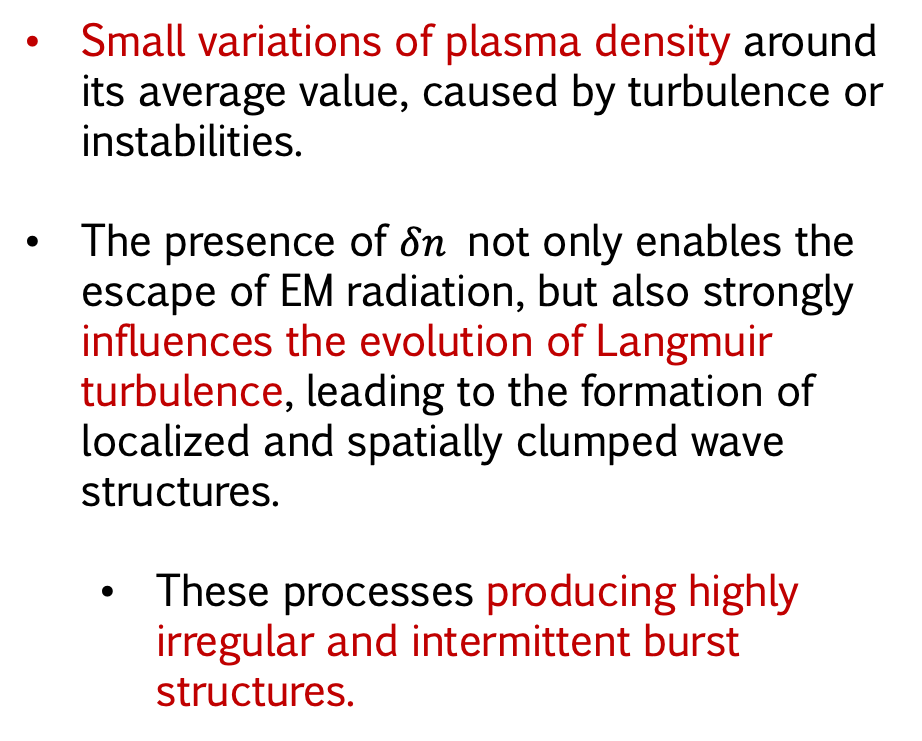 • Small variations of plasma density around
its average value, caused by turbulence or
instabilities.
• The presence of 𝛿𝑛 not only enables the
escape of EM radiation, but also strongly
influences the evolution of Langmuir
turbulence, leading to the formation of
localized and spatially clumped wave
structures.
• These processes producing highly
irregular and intermittent burst
structures.